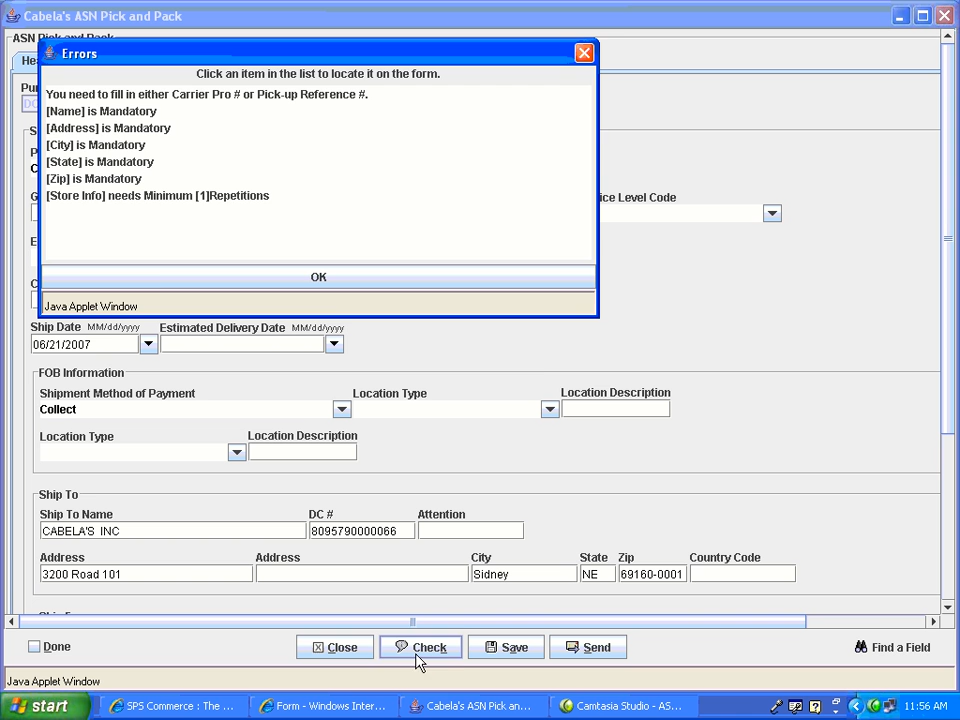 Cabela's ASN Pick and Pack
ASN Pick and Pack
Errors
Click an item in the list to locate it on the form.
You need to fill in either Carrier Pro # or Pick-up Reference #.
[Name] is Mandatory
[Address] is Mandatory
[City] is Mandatory
[State] is Mandatory
[Zip] is Mandatory
[Store Info] needs Minimum [1]Repetitions
OK
Java Applet Window
Level Code
Ship Date MM/dd/yyyy Estimated Delivery Date MM/dd/yyyy
06/21/2007
FOB Information
Shipment Method of Payment Location Type Location Description
Collect
Location Type Location Description
Ship To
Ship To Name DC # Attention
CABELA'S INC 8095790000066
Address Address City State Zip Country Code
3200 Road 101 Sidney NE 69160-0001
Done Close Check Save Send Find a Field
Java Applet Window
start SPS Commerce : The ... Form - Windows Inter... Cabela's ASN Pick an... Camtasia Studio - AS... 11:56 AM